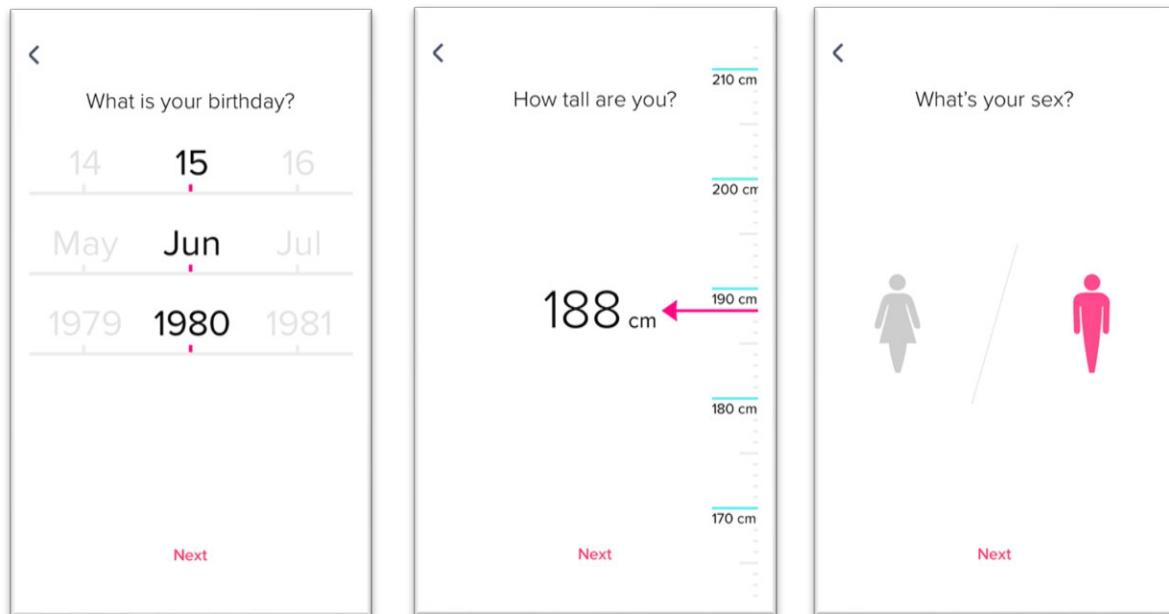 What is your birthday?
14 15 16
May Jun Jul
1979 1980 1981
Next
How tall are you?
210 cm
200 cm
190 cm
188 cm
180 cm
170 cm
Next
What's your sex?
Next